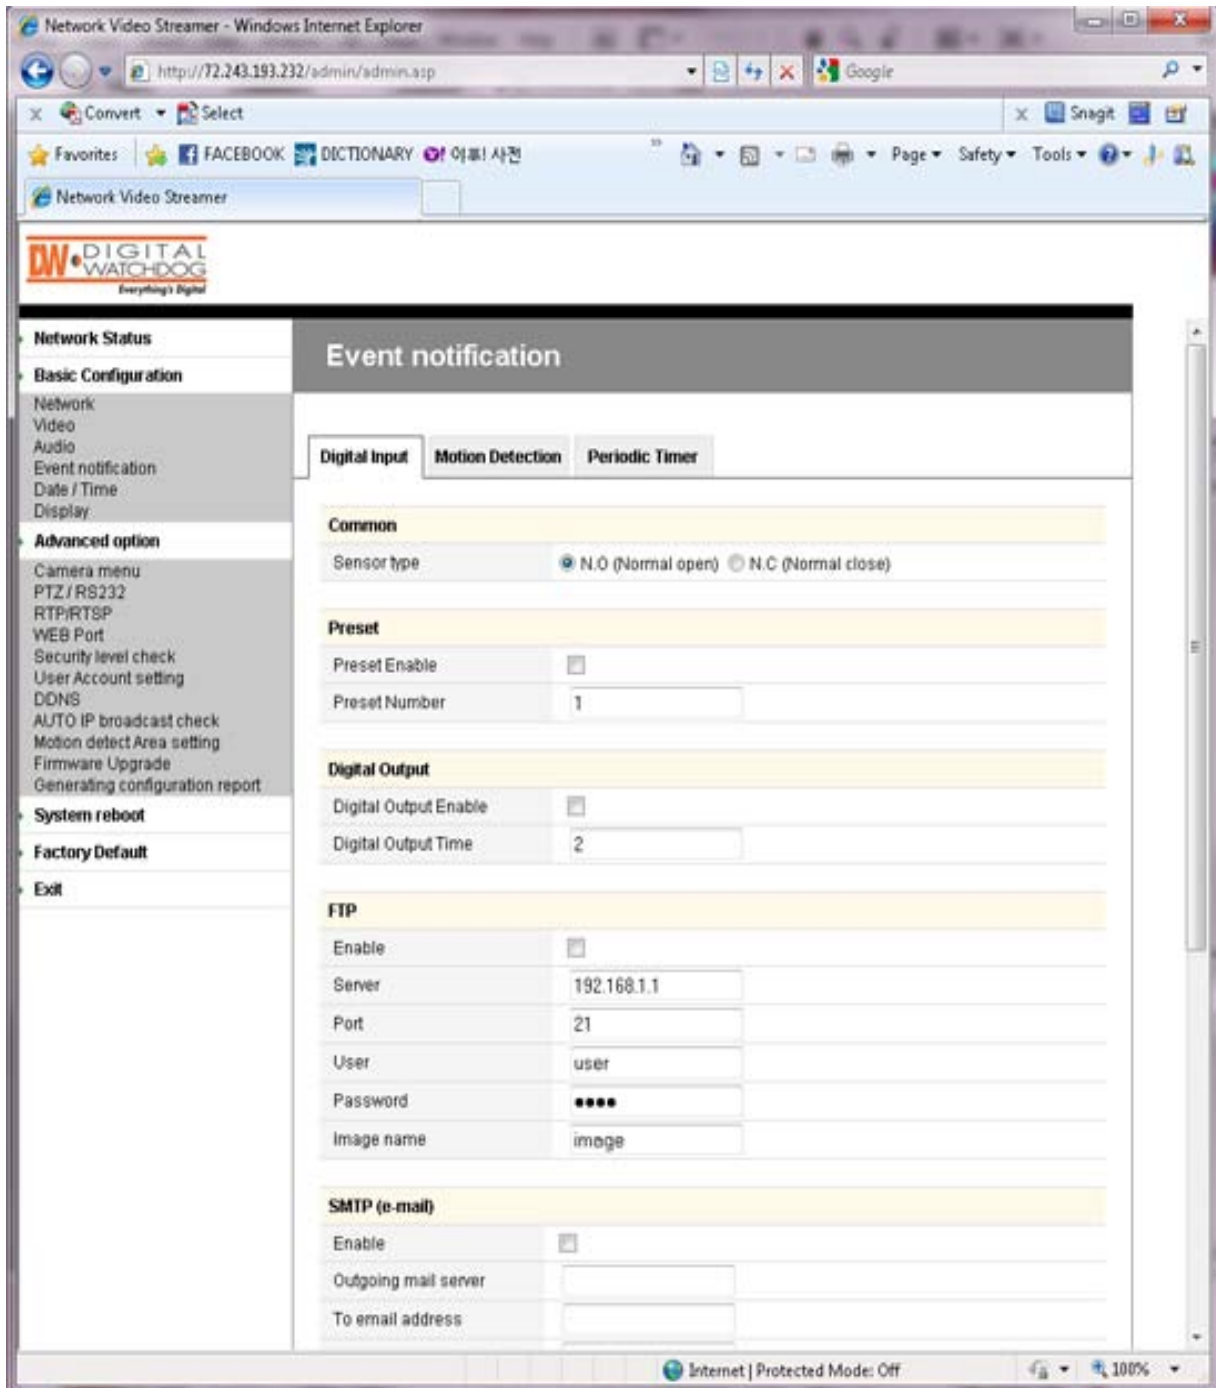 Network Video Streamer - Windows Internet Explorer
http://72.243.193.232/admin/admin.asp
Google
Convert Select
Snagit
Favorites FACEBOOK DICTIONARY 야후! 사전
Page Safety Tools
Network Video Streamer
DW DIGITAL
WATCHDOG
Everything's Digital
Network Status
Basic Configuration
Network
Video
Audio
Event notification
Date / Time
Display
Advanced option
Camera menu
PTZ / RS232
RTP/RTSP
WEB Port
Security level check
User Account setting
DDNS
AUTO IP broadcast check
Motion detect Area setting
Firmware Upgrade
Generating configuration report
System reboot
Factory Default
Exit
Event notification
Digital Input Motion Detection Periodic Timer
Common
Sensor type N.O (Normal open) N.C (Normal close)
Preset
Preset Enable
Preset Number 1
Digital Output
Digital Output Enable
Digital Output Time 2
FTP
Enable
Server 192.168.1.1
Port 21
User user
Password ●●●●
Image name image
SMTP (e-mail)
Enable
Outgoing mail server
To email address
Internet | Protected Mode: Off
100%